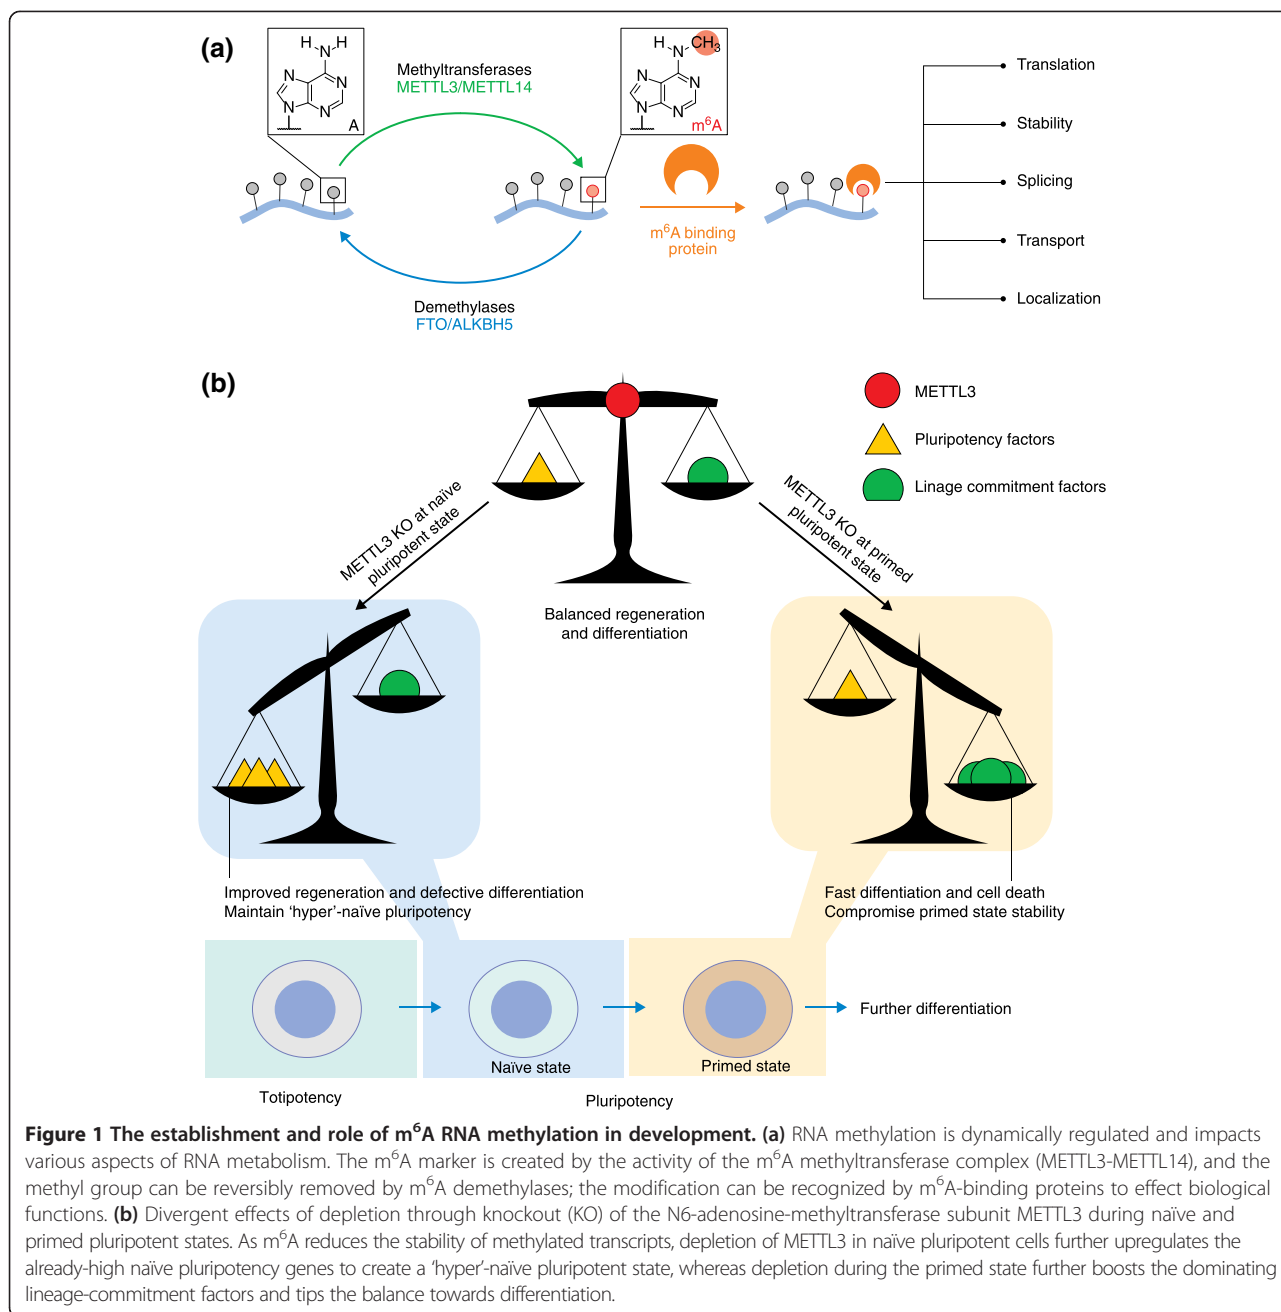 (a)
H H
N
N
N
N
N
A
Methyltransferases
METTL3/METTL14
H CH3
N
N
N
N
N
m6A
m6A binding
protein
Demethylases
FTO/ALKBH5
Translation
Stability
Splicing
Transport
Localization
(b)
METTL3
Pluripotency factors
Linage commitment factors
METTL3 KO at naïve
pluripotent state
METTL3 KO at primed
pluripotent state
Balanced regeneration
and differentiation
Improved regeneration and defective differentiation
Maintain ‘hyper’-naïve pluripotency
Fast diffentiation and cell death
Compromise primed state stability
Naïve state
Primed state
Further differentiation
Totipotency
Pluripotency
Figure 1 The establishment and role of m6A RNA methylation in development. (a) RNA methylation is dynamically regulated and impacts
various aspects of RNA metabolism. The m6A marker is created by the activity of the m6A methyltransferase complex (METTL3-METTL14), and the
methyl group can be reversibly removed by m6A demethylases; the modification can be recognized by m6A-binding proteins to effect biological
functions. (b) Divergent effects of depletion through knockout (KO) of the N6-adenosine-methyltransferase subunit METTL3 during naïve and
primed pluripotent states. As m6A reduces the stability of methylated transcripts, depletion of METTL3 in naïve pluripotent cells further upregulates the
already-high naïve pluripotency genes to create a ‘hyper’-naïve pluripotent state, whereas depletion during the primed state further boosts the dominating
lineage-commitment factors and tips the balance towards differentiation.